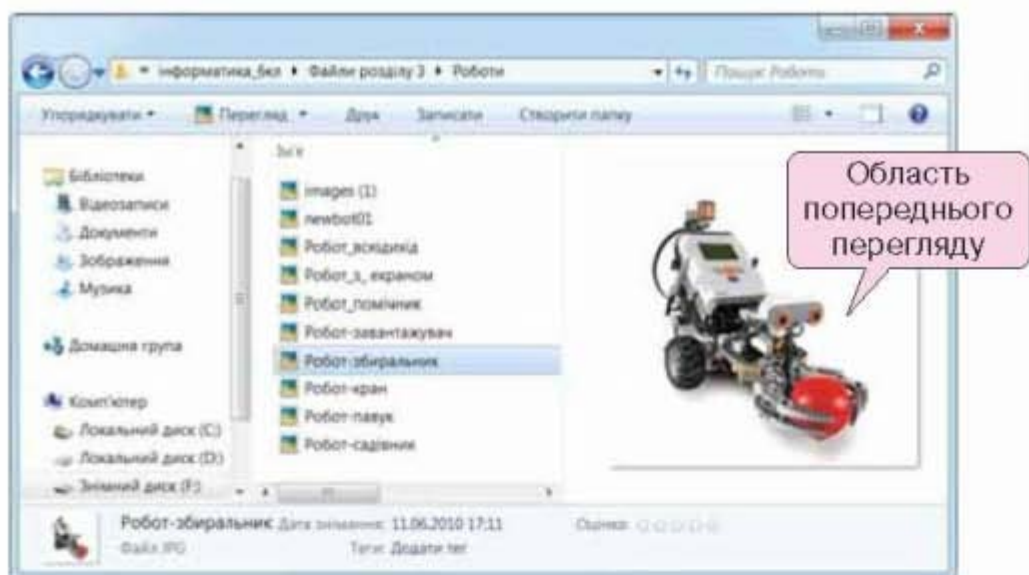 « інформатика_6кл ▸ Файли розділу 3 ▸ Роботи
Пошук: Роботи
Упорядкувати Перегляд Друк Записати Створити папку
Ім'я
Бібліотеки
Відеозаписи
Документи
Зображення
Музика
Домашня група
Комп'ютер
Локальний диск (C:)
Локальний диск (D:)
Знімний диск (F:)
images (1)
newbot01
Робот_всюдихід
Робот_з_екраном
Робот_помічник
Робот-завантажувач
Робот-збиральник
Робот-кран
Робот-павук
Робот-садівник
Область
попереднього
перегляду
Робот-збиральник Дата знімання: 11.06.2010 17:11 Оцінка:
Файл JPG Теги: Додати тег